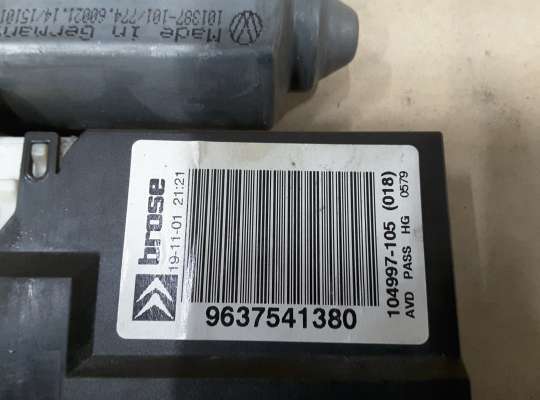 Made in Germany
101387-101/774.60021.14/15101
brose
19-11-01 21:21
9637541380
104997-105 (018)
AVD PASS HG 0579